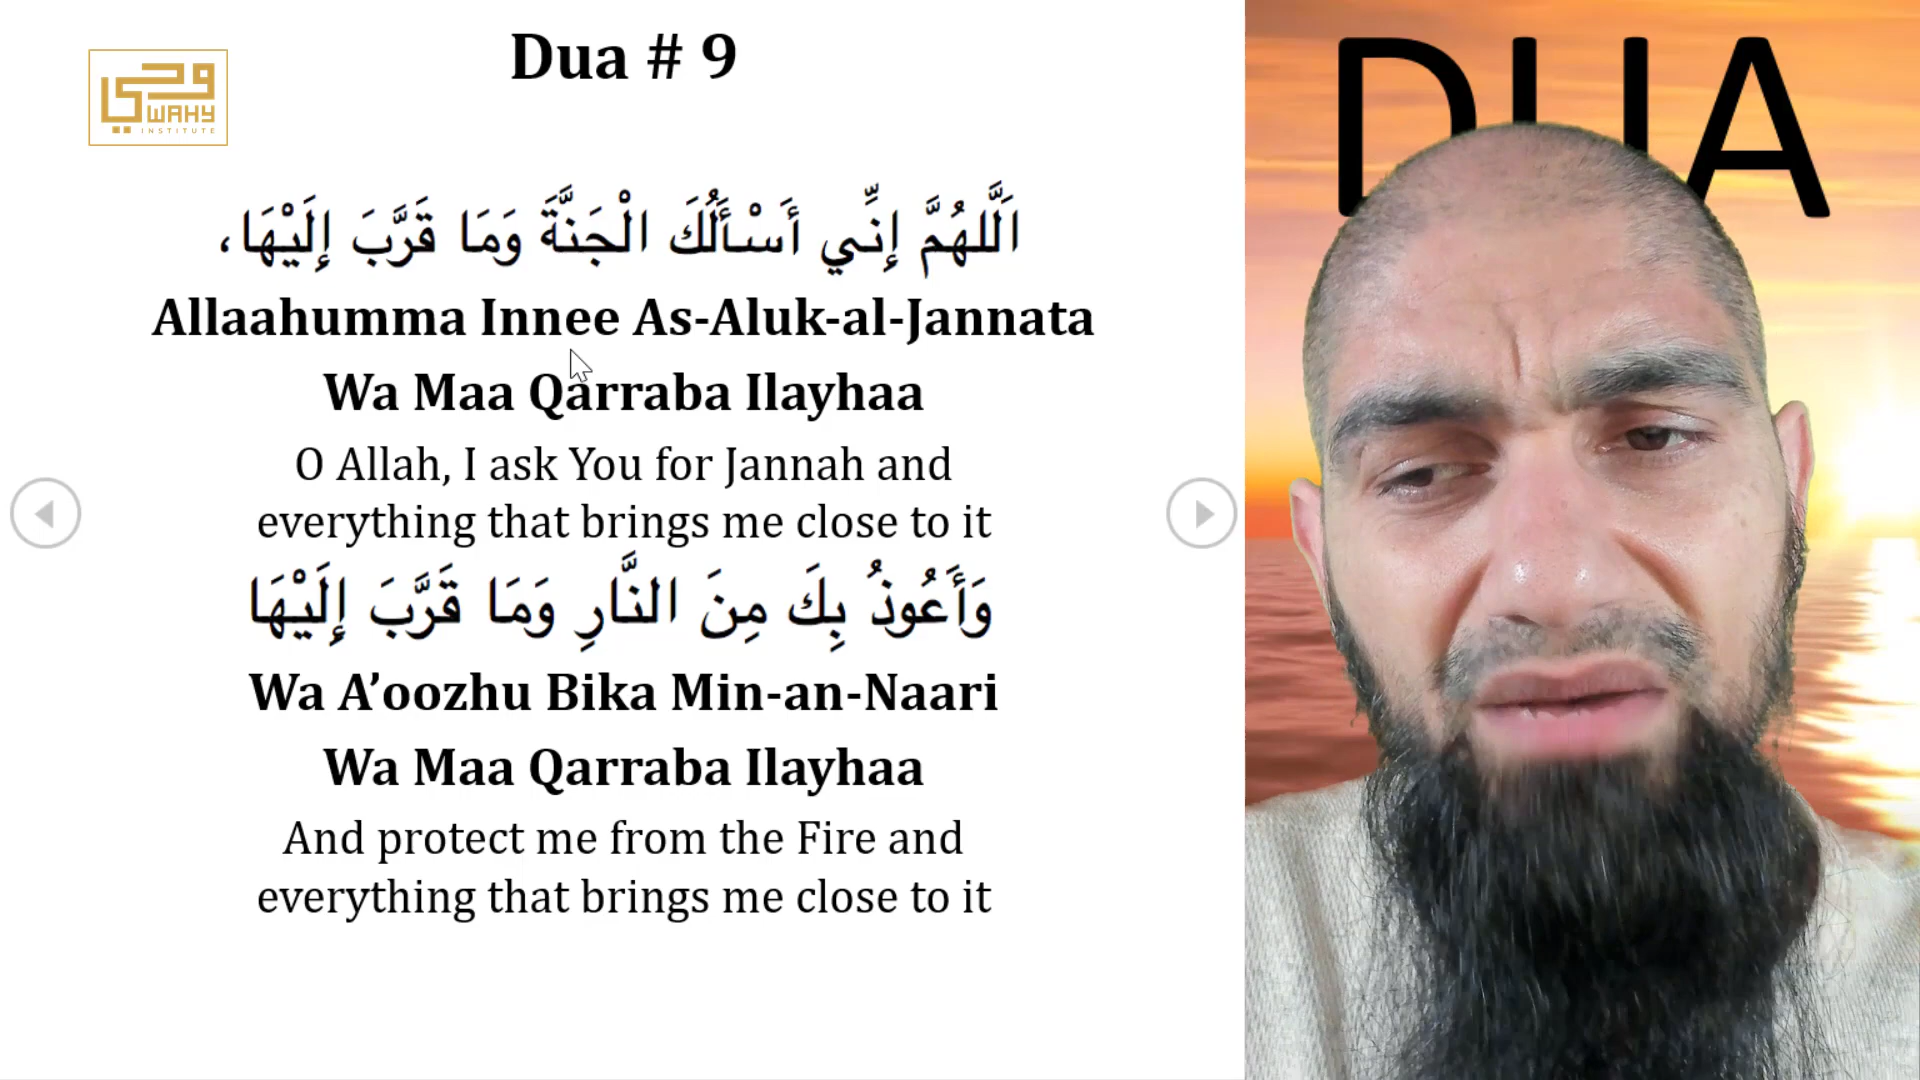 Dua # 9
وحي
WAHY
INSTITUTE
اَللَّهُمَّ إِنِّي أَسْأَلُكَ الْجَنَّةَ وَمَا قَرَّبَ إِلَيْهَا،
Allaahumma Innee As-Aluk-al-Jannata
Wa Maa Qarraba Ilayhaa
O Allah, I ask You for Jannah and
everything that brings me close to it
وَأَعُوذُ بِكَ مِنَ النَّارِ وَمَا قَرَّبَ إِلَيْهَا
Wa A’oozhu Bika Min-an-Naari
Wa Maa Qarraba Ilayhaa
And protect me from the Fire and
everything that brings me close to it
DUA